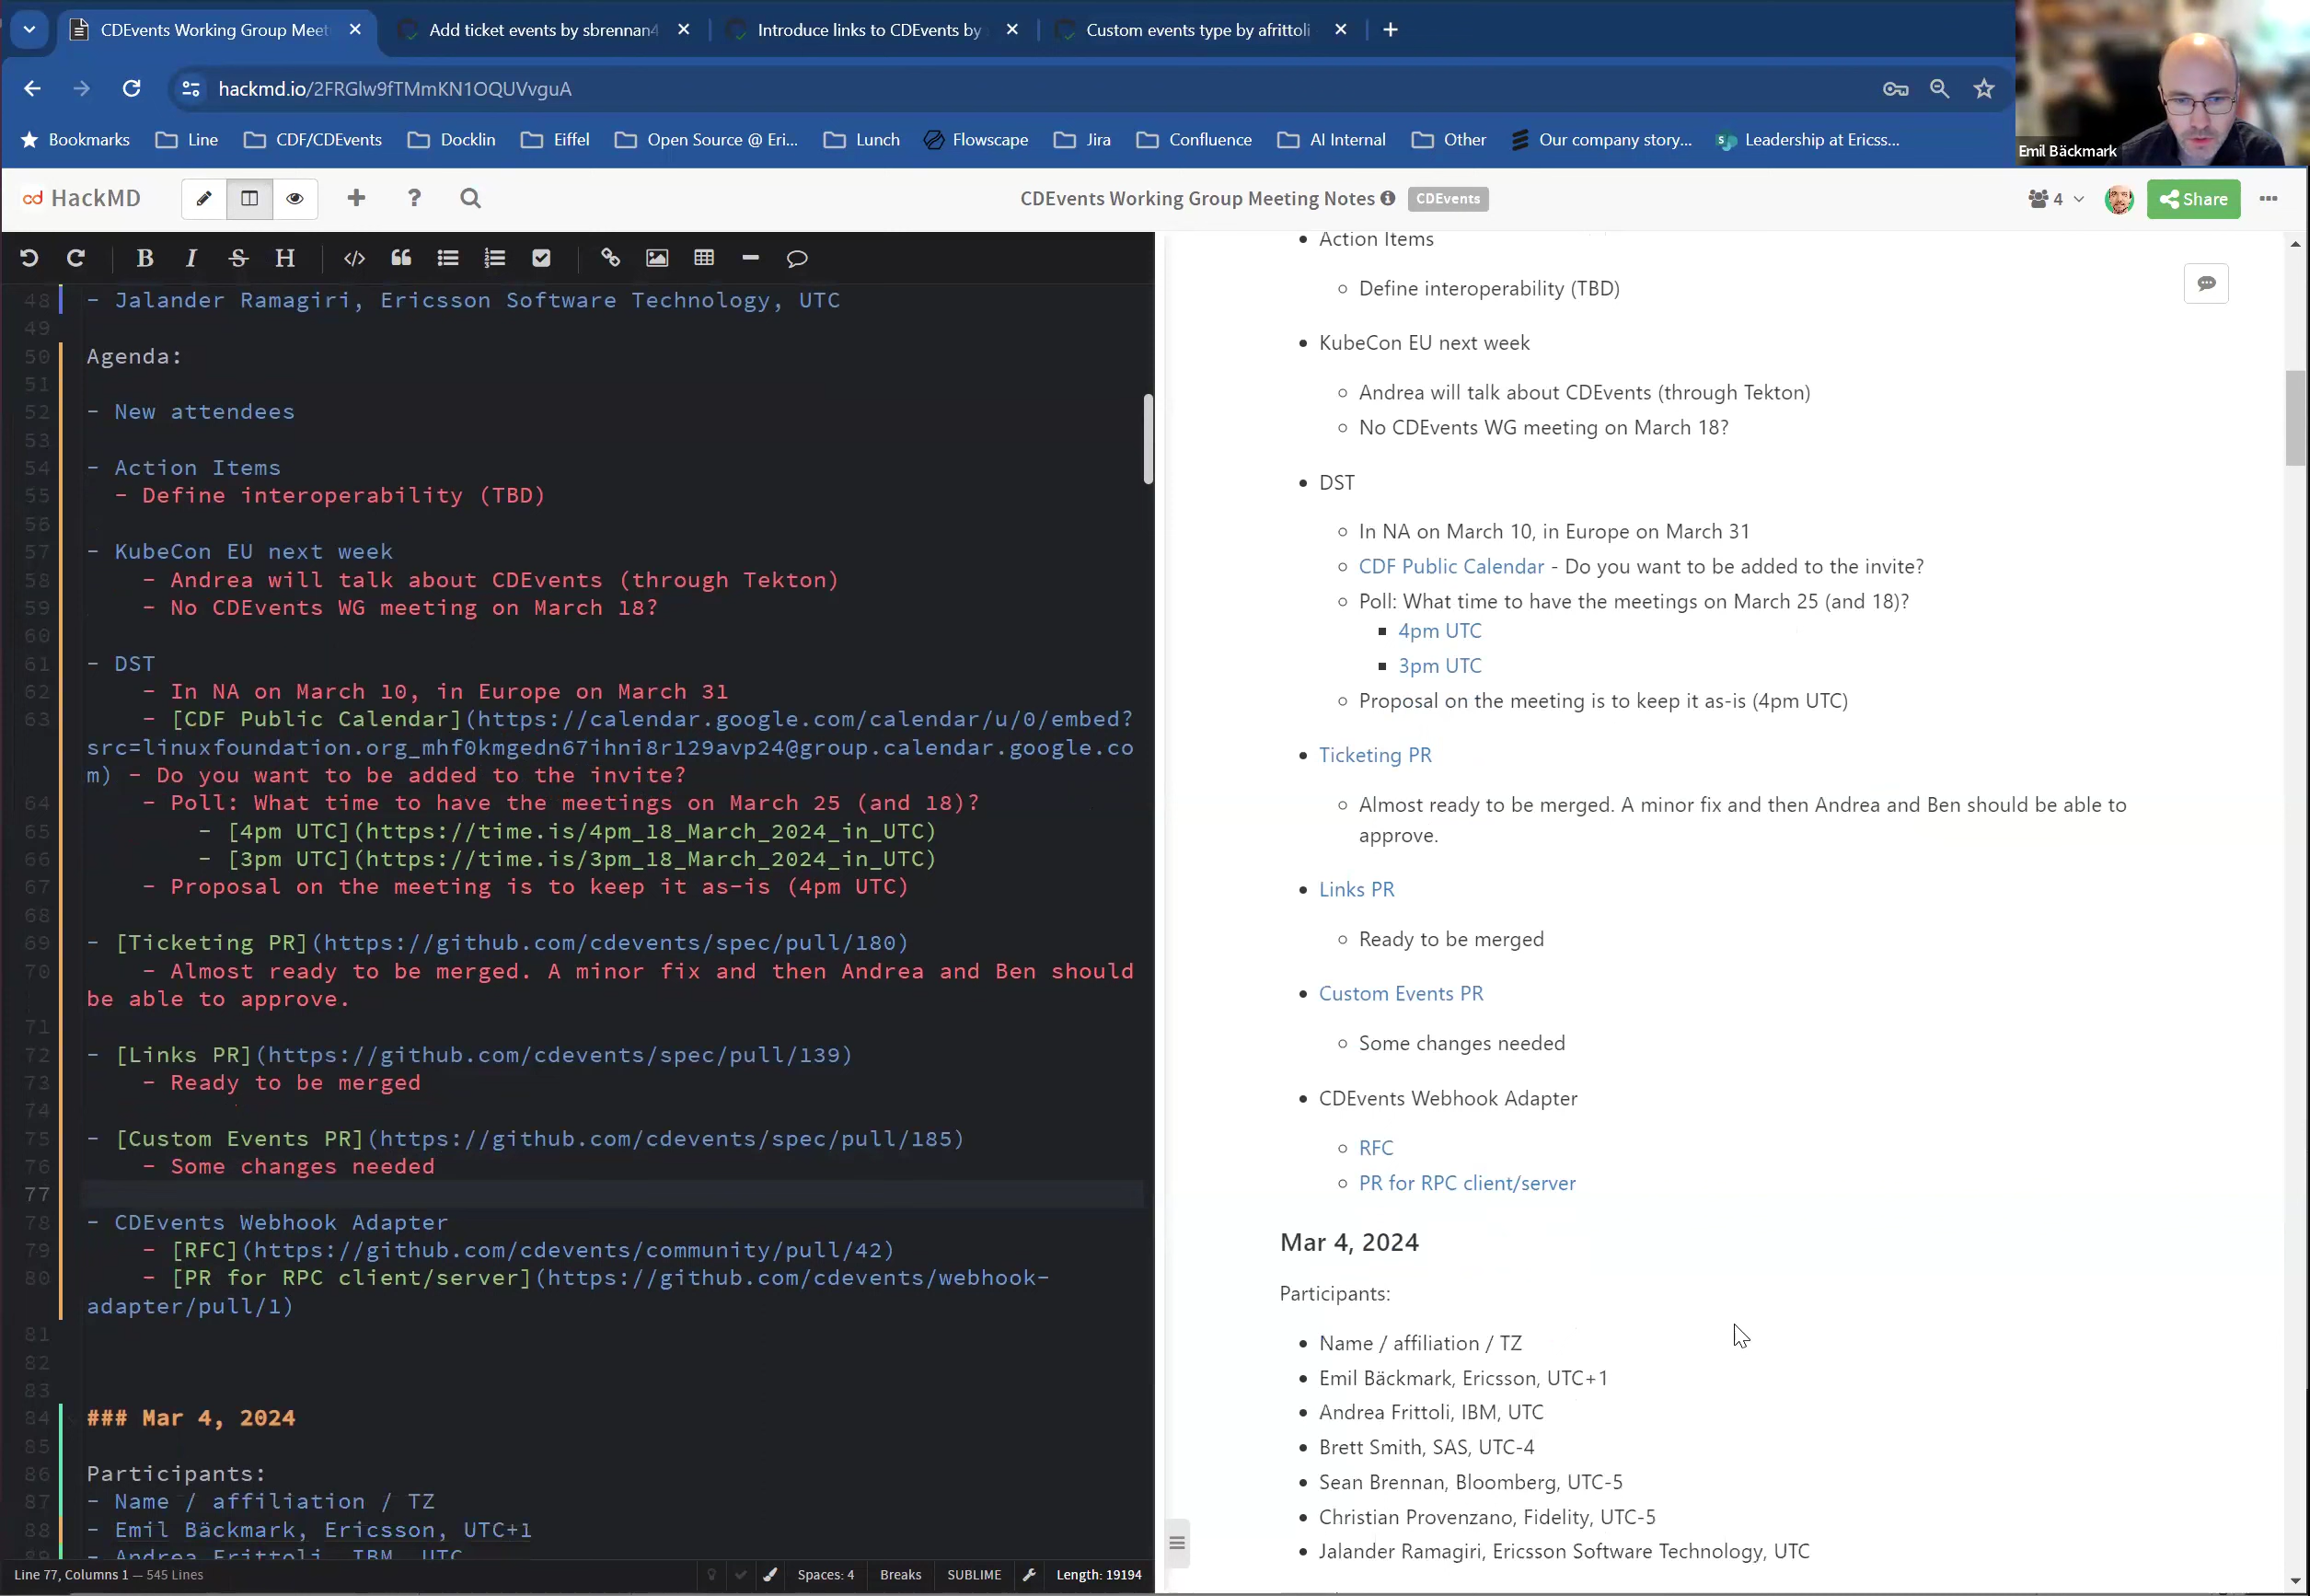 CDEvents Working Group Meet
Add ticket events by sbrennan4
Introduce links to CDEvents by
Custom events type by afrittoli
hackmd.io/2FRGlw9fTMmKN1OQUVvguA
Bookmarks
Line
CDF/CDEvents
Docklin
Eiffel
Open Source @ Eri...
Lunch
Flowscape
Jira
Confluence
AI Internal
Other
Our company story...
Leadership at Ericss...
Emil Bäckmark
HackMD
CDEvents Working Group Meeting Notes
CDEvents
4
Share
48 - Jalander Ramagiri, Ericsson Software Technology, UTC
49
50 Agenda:
51
52 - New attendees
53
54 - Action Items
55 - Define interoperability (TBD)
56
57 - KubeCon EU next week
58 - Andrea will talk about CDEvents (through Tekton)
59 - No CDEvents WG meeting on March 18?
60
61 - DST
62 - In NA on March 10, in Europe on March 31
63 - [CDF Public Calendar](https://calendar.google.com/calendar/u/0/embed?
src=linuxfoundation.org_mhf0kmgedn67ihni8r129avp24@group.calendar.google.co
m) - Do you want to be added to the invite?
64 - Poll: What time to have the meetings on March 25 (and 18)?
65 - [4pm UTC](https://time.is/4pm_18_March_2024_in_UTC)
66 - [3pm UTC](https://time.is/3pm_18_March_2024_in_UTC)
67 - Proposal on the meeting is to keep it as-is (4pm UTC)
68
69 - [Ticketing PR](https://github.com/cdevents/spec/pull/180)
70 - Almost ready to be merged. A minor fix and then Andrea and Ben should
be able to approve.
71
72 - [Links PR](https://github.com/cdevents/spec/pull/139)
73 - Ready to be merged
74
75 - [Custom Events PR](https://github.com/cdevents/spec/pull/185)
76 - Some changes needed
77
78 - CDEvents Webhook Adapter
79 - [RFC](https://github.com/cdevents/community/pull/42)
80 - [PR for RPC client/server](https://github.com/cdevents/webhook-
adapter/pull/1)
81
82
83
84 ### Mar 4, 2024
85
86 Participants:
87 - Name / affiliation / TZ
88 - Emil Bäckmark, Ericsson, UTC+1
89 - Andrea Frittoli, IBM, UTC
Line 77, Columns 1 — 545 Lines
Spaces: 4
Breaks
SUBLIME
Length: 19194
Action Items
Define interoperability (TBD)
KubeCon EU next week
Andrea will talk about CDEvents (through Tekton)
No CDEvents WG meeting on March 18?
DST
In NA on March 10, in Europe on March 31
CDF Public Calendar - Do you want to be added to the invite?
Poll: What time to have the meetings on March 25 (and 18)?
4pm UTC
3pm UTC
Proposal on the meeting is to keep it as-is (4pm UTC)
Ticketing PR
Almost ready to be merged. A minor fix and then Andrea and Ben should be able to
approve.
Links PR
Ready to be merged
Custom Events PR
Some changes needed
CDEvents Webhook Adapter
RFC
PR for RPC client/server
Mar 4, 2024
Participants:
Name / affiliation / TZ
Emil Bäckmark, Ericsson, UTC+1
Andrea Frittoli, IBM, UTC
Brett Smith, SAS, UTC-4
Sean Brennan, Bloomberg, UTC-5
Christian Provenzano, Fidelity, UTC-5
Jalander Ramagiri, Ericsson Software Technology, UTC